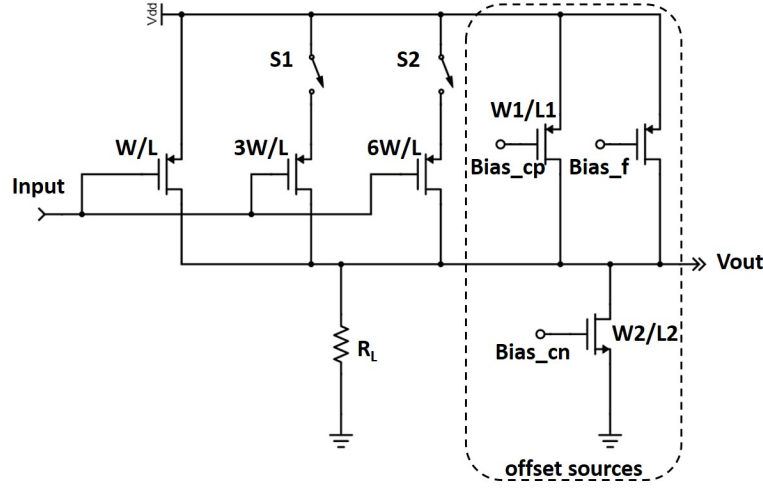 Vdd
S1
S2
W1/L1
W/L
3W/L
6W/L
Bias_cp
Bias_f
Input
Vout
W2/L2
Bias_cn
RL
offset sources